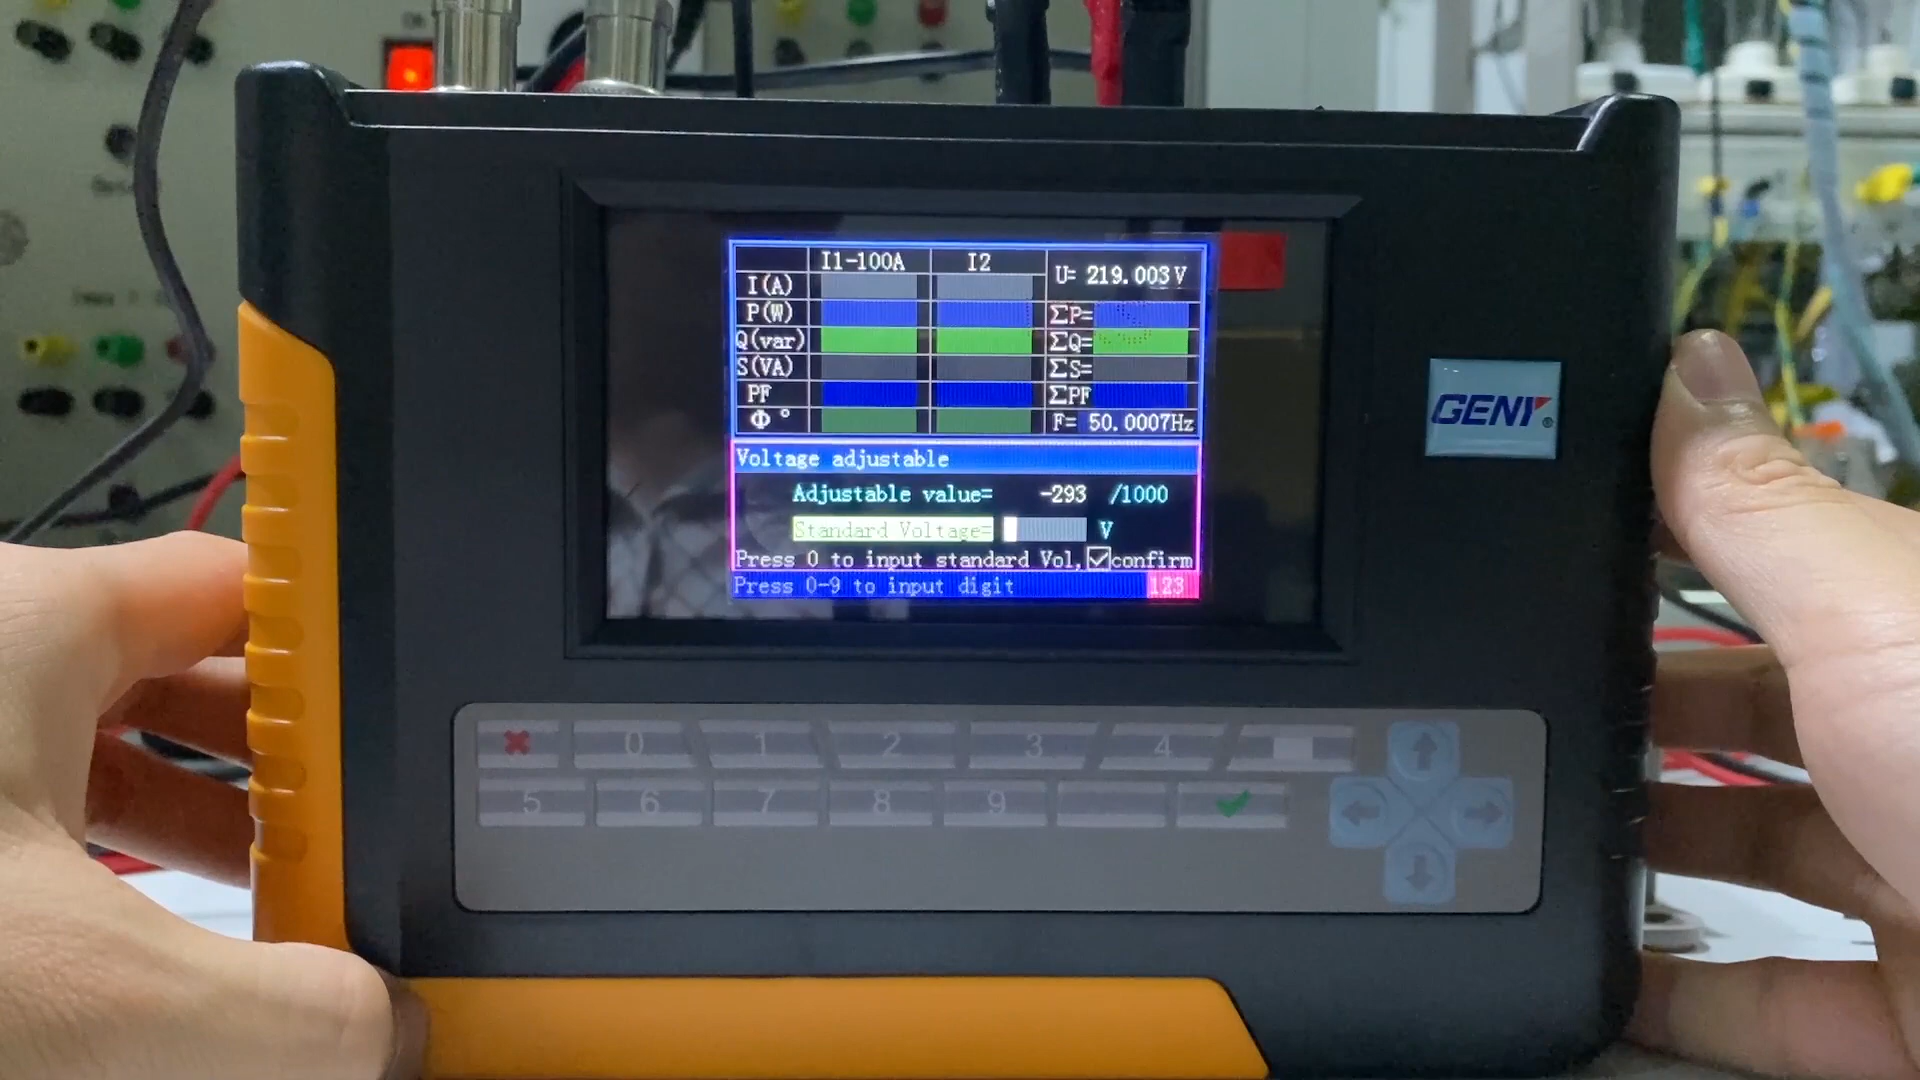 I1-100A I2 U= 219.003 V
I(A)
P(W) ΣP=
Q(var) ΣQ=
S(VA) ΣS=
PF ΣPF
Φ° F= 50.0007Hz
Voltage adjustable
Adjustable value= -293 /1000
Standard Voltage= V
Press 0 to input standard Vol,☑confirm
Press 0-9 to input digit 123
GENY®
0 1 2 3 4
5 6 7 8 9